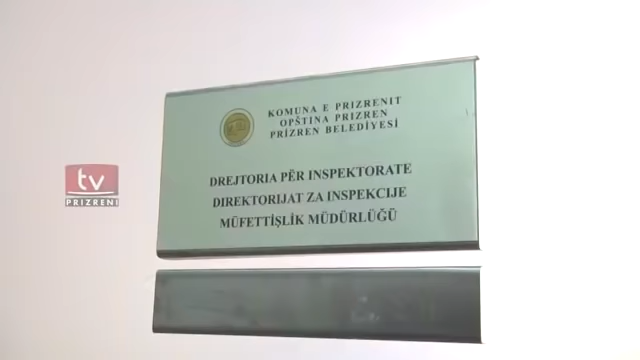 KOMUNA E PRIZRENIT
OPŠTINA PRIZREN
PRİZREN BELEDİYESİ
DREJTORIA PËR INSPEKTORATE
DIREKTORIJAT ZA INSPEKCIJE
MÜFETTİŞLİK MÜDÜRLÜĞÜ
tv
PRIZRENI